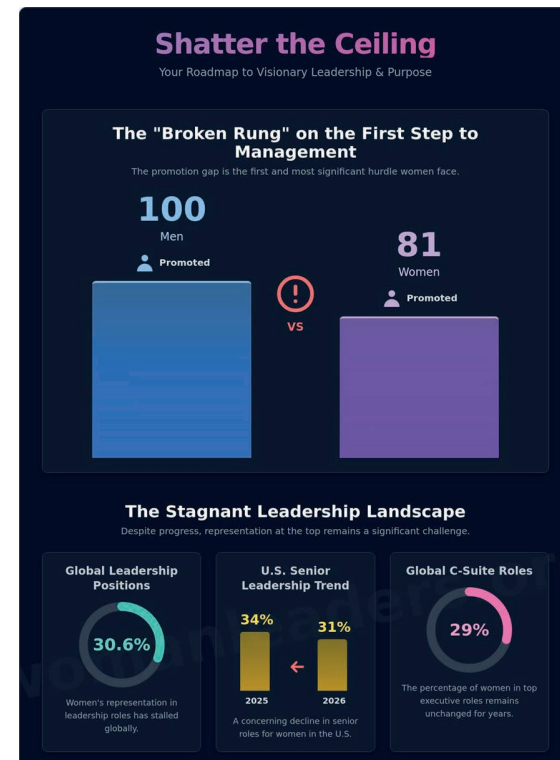 Shatter the Ceiling
Your Roadmap to Visionary Leadership & Purpose
The "Broken Rung" on the First Step to
Management
The promotion gap is the first and most significant hurdle women face.
100
Men
Promoted
81
Women
Promoted
VS
The Stagnant Leadership Landscape
Despite progress, representation at the top remains a significant challenge.
Global Leadership
Positions
30.6%
Women's representation in
leadership roles has stalled
globally.
U.S. Senior
Leadership Trend
34%
31%
2025
2026
A concerning decline in senior
roles for women in the U.S.
Global C-Suite Roles
29%
The percentage of women in top
executive roles remains
unchanged for years.